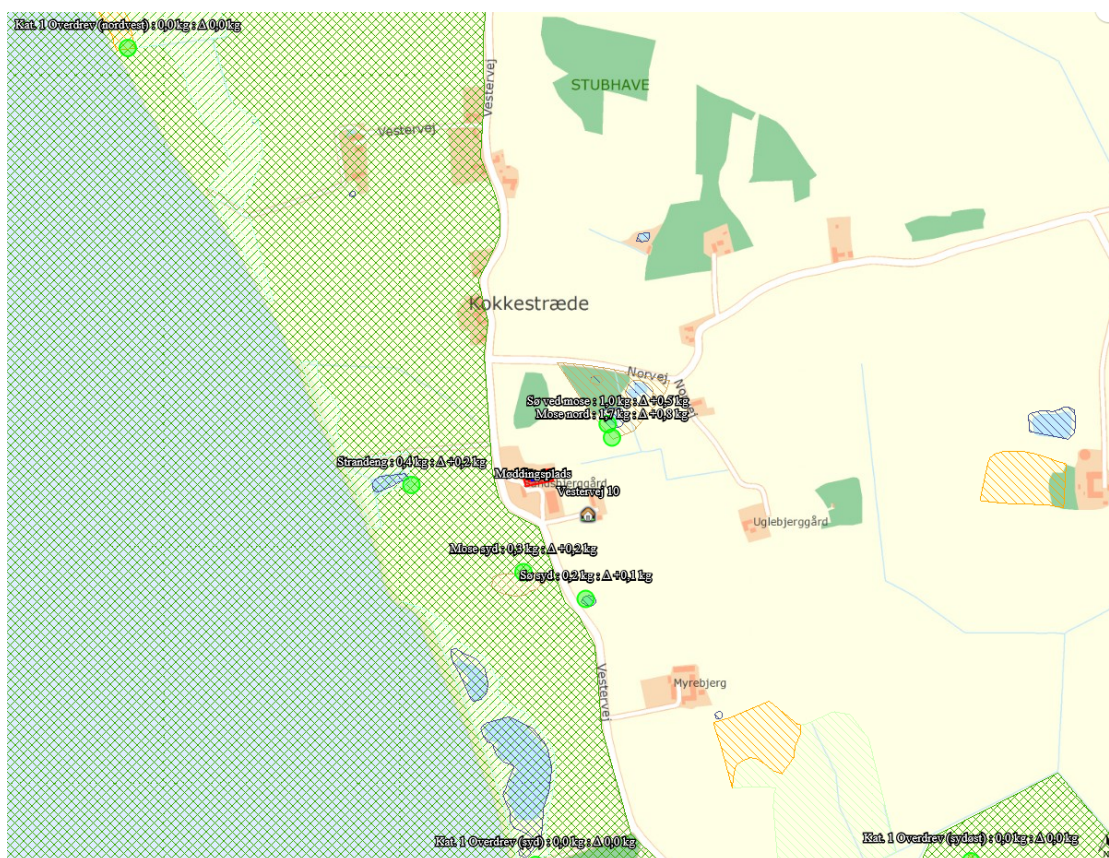 Kat. 1 Overdrev (nordvest) : 0,0 kg : Δ 0,0 kg
Vestervej
STUBHAVE
Vestervej
Kokkestræde
Norvej
Norvej
Sø ved mose : 1,0 kg : Δ +0,5 kg
Mose nord : 1,7 kg : Δ +0,8 kg
Strandeng : 0,4 kg : Δ +0,2 kg
Møddingsplads
Vestervej 10
Uglebjerggård
Mose syd : 0,3 kg : Δ +0,2 kg
Sø syd : 0,2 kg : Δ +0,1 kg
Vestervej
Myrebjerg
Kat. 1 Overdrev (syd) : 0,0 kg : Δ 0,0 kg
Kat. 1 Overdrev (sydøst) : 0,0 kg : Δ 0,0 kg